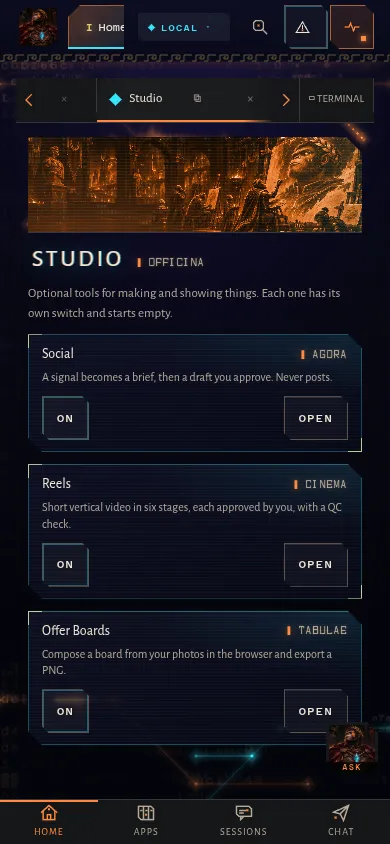 I Home
LOCAL
Studio
TERMINAL
STUDIO OFFICINA
Optional tools for making and showing things. Each one has its
own switch and starts empty.
Social AGORA
A signal becomes a brief, then a draft you approve. Never posts.
ON OPEN
Reels CINEMA
Short vertical video in six stages, each approved by you, with a QC
check.
ON OPEN
Offer Boards TABULAE
Compose a board from your photos in the browser and export a
PNG.
ON OPEN
ASK
HOME APPS SESSIONS CHAT